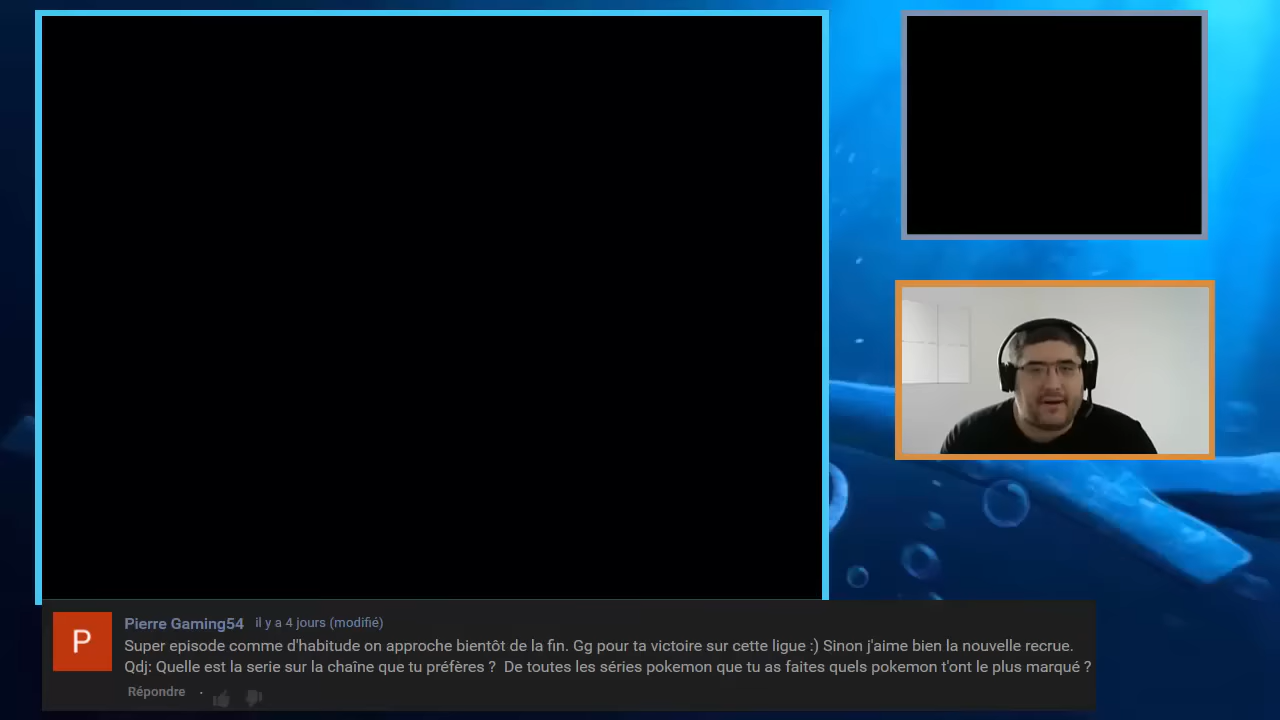 P
Pierre Gaming54 il y a 4 jours (modifié)
Super episode comme d'habitude on approche bientôt de la fin. Gg pour ta victoire sur cette ligue :) Sinon j'aime bien la nouvelle recrue.
Qdj: Quelle est la serie sur la chaîne que tu préfères ? De toutes les séries pokemon que tu as faites quels pokemon t'ont le plus marqué ?
Répondre